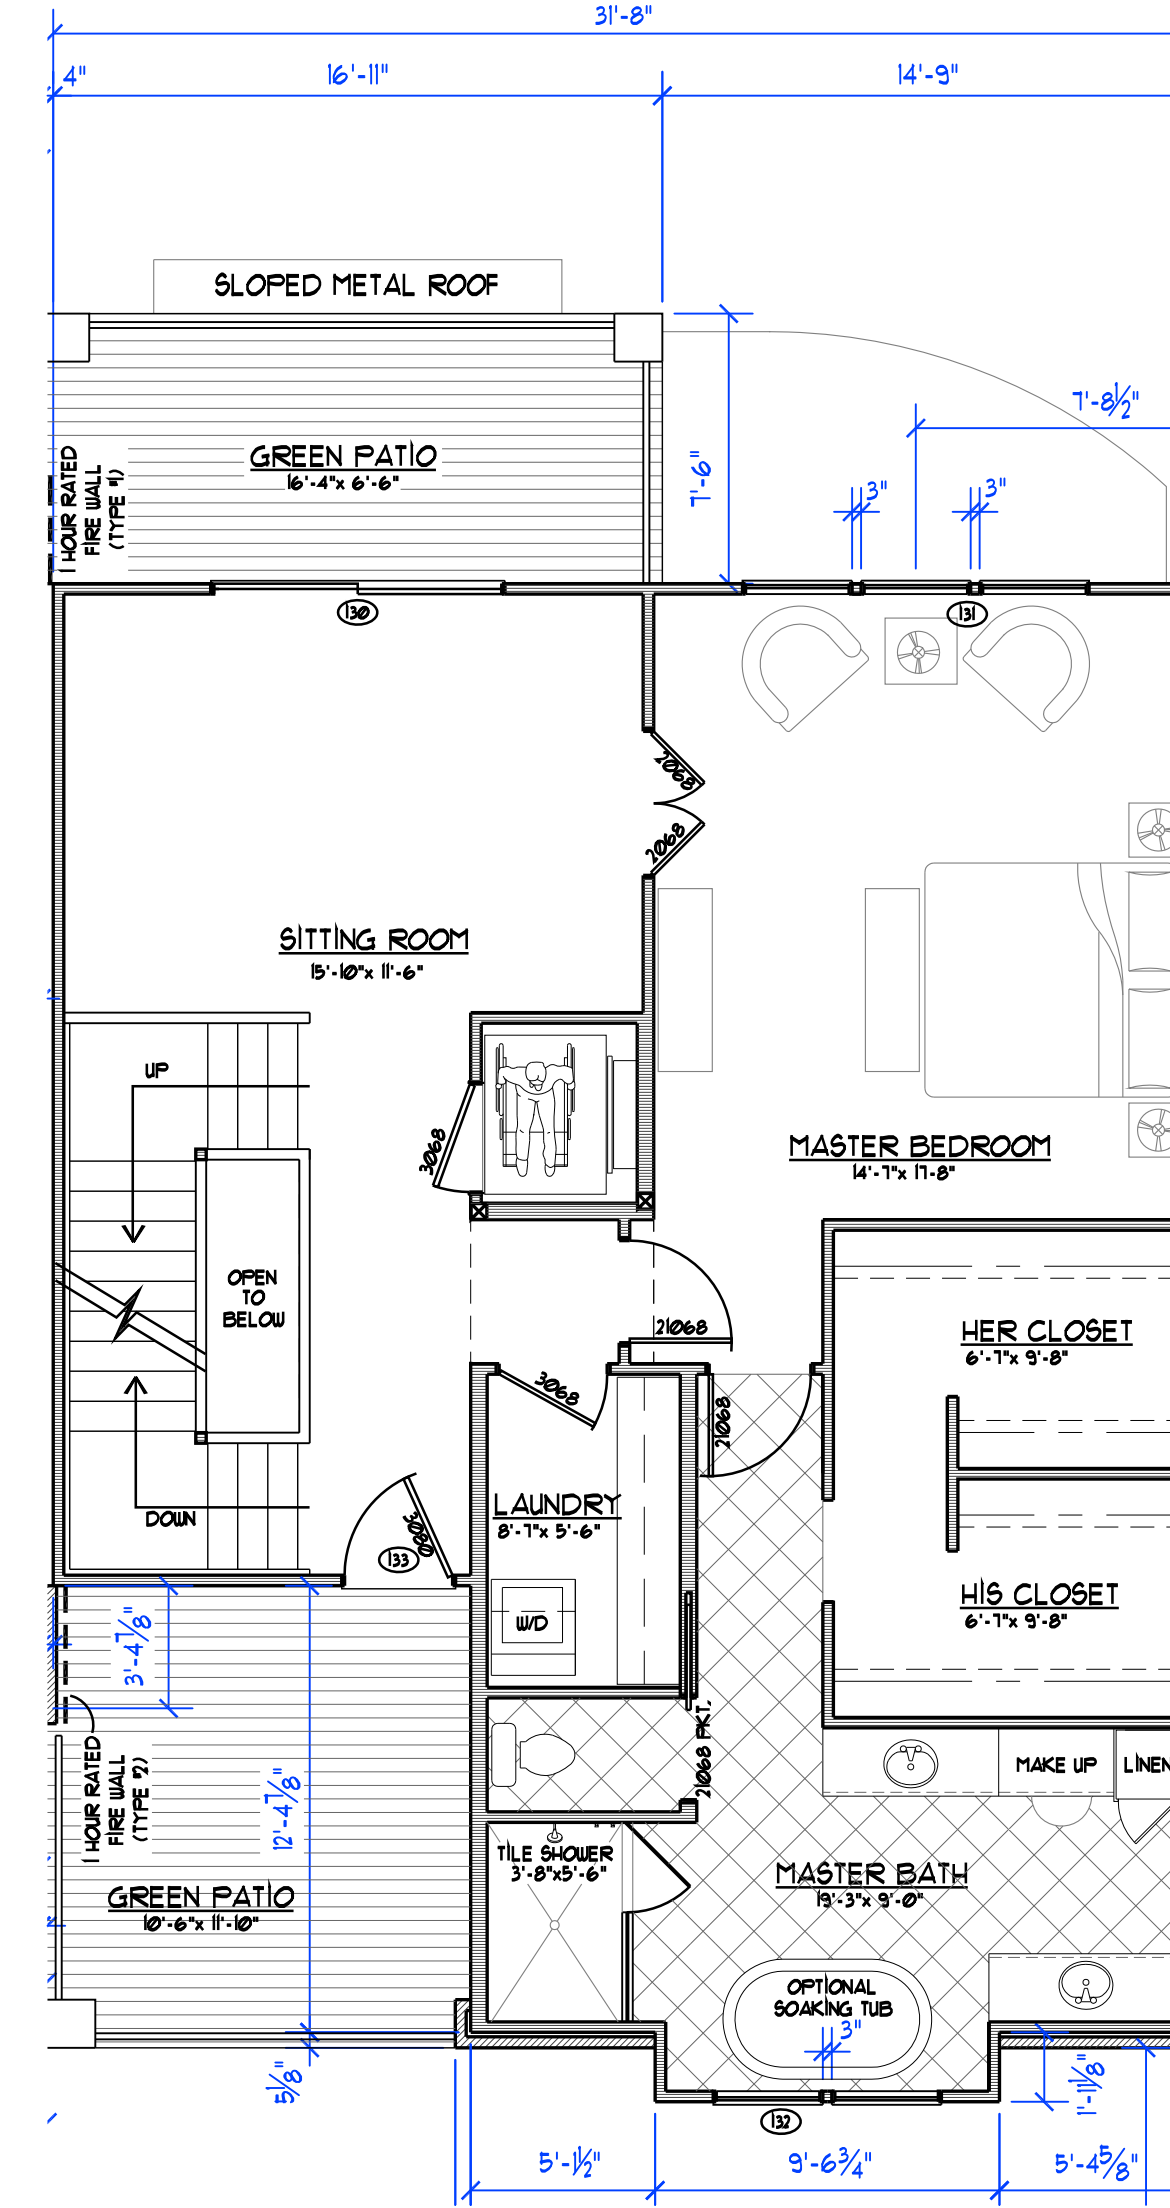 31'-8"
4"
16'-11"
14'-9"
SLOPED METAL ROOF
7'-8½"
GREEN PATIO
16'-4"x 6'-6"
1 HOUR RATED
FIRE WALL
(TYPE #1)
7'-6"
3"
3"
130
131
2068
2068
SITTING ROOM
15'-10"x 11'-6"
UP
3068
MASTER BEDROOM
14'-7"x 17'-8"
OPEN
TO
BELOW
21068
HER CLOSET
6'-7"x 9'-8"
3068
21068
LAUNDRY
8'-7"x 5'-6"
DOWN
3080
133
HIS CLOSET
6'-7"x 9'-8"
W/D
3'-4⅞"
21068 PKT.
MAKE UP
LINEN
1 HOUR RATED
FIRE WALL
(TYPE #2)
12'-4⅞"
TILE SHOWER
3'-8"x5'-6"
MASTER BATH
19'-3"x 9'-0"
GREEN PATIO
10'-6"x 11'-10"
OPTIONAL
SOAKING TUB
3"
5⅛"
1'-11⅛"
132
5'-1½"
9'-6¾"
5'-4⅝"